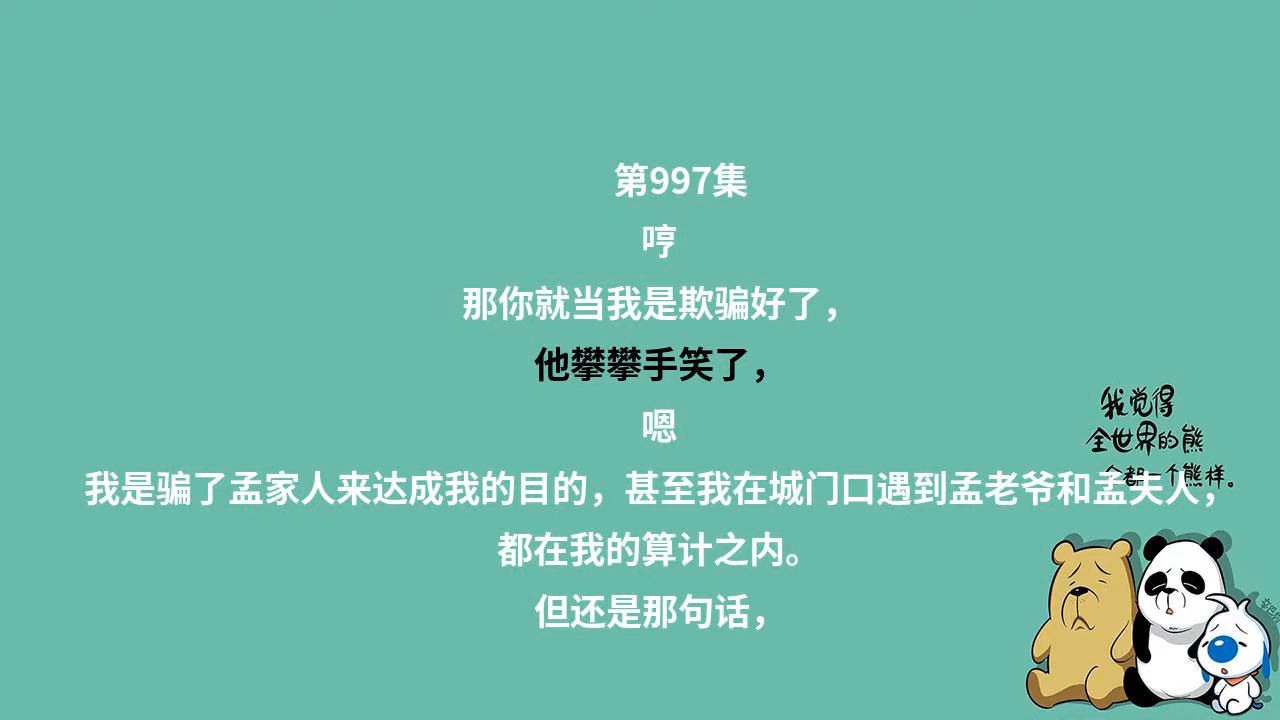 第997集
哼
那你就当我是欺骗好了，
他攀攀手笑了，
嗯
我是骗了孟家人来达成我的目的，甚至我在城门口遇到孟老爷和孟夫人，
都在我的算计之内。
但还是那句话，
我觉得
全世界的熊
全都一个熊样。